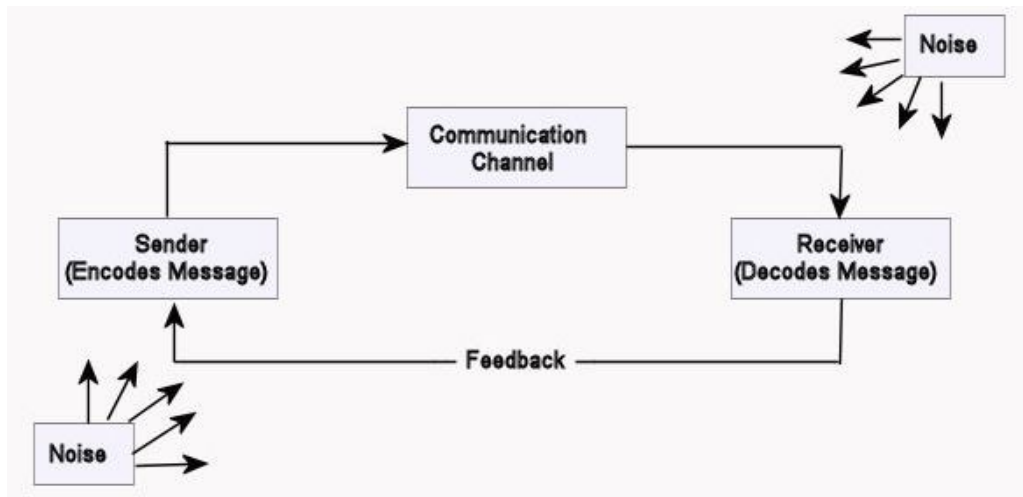 Noise
Communication
Channel
Sender
(Encodes Message)
Receiver
(Decodes Message)
Feedback
Noise